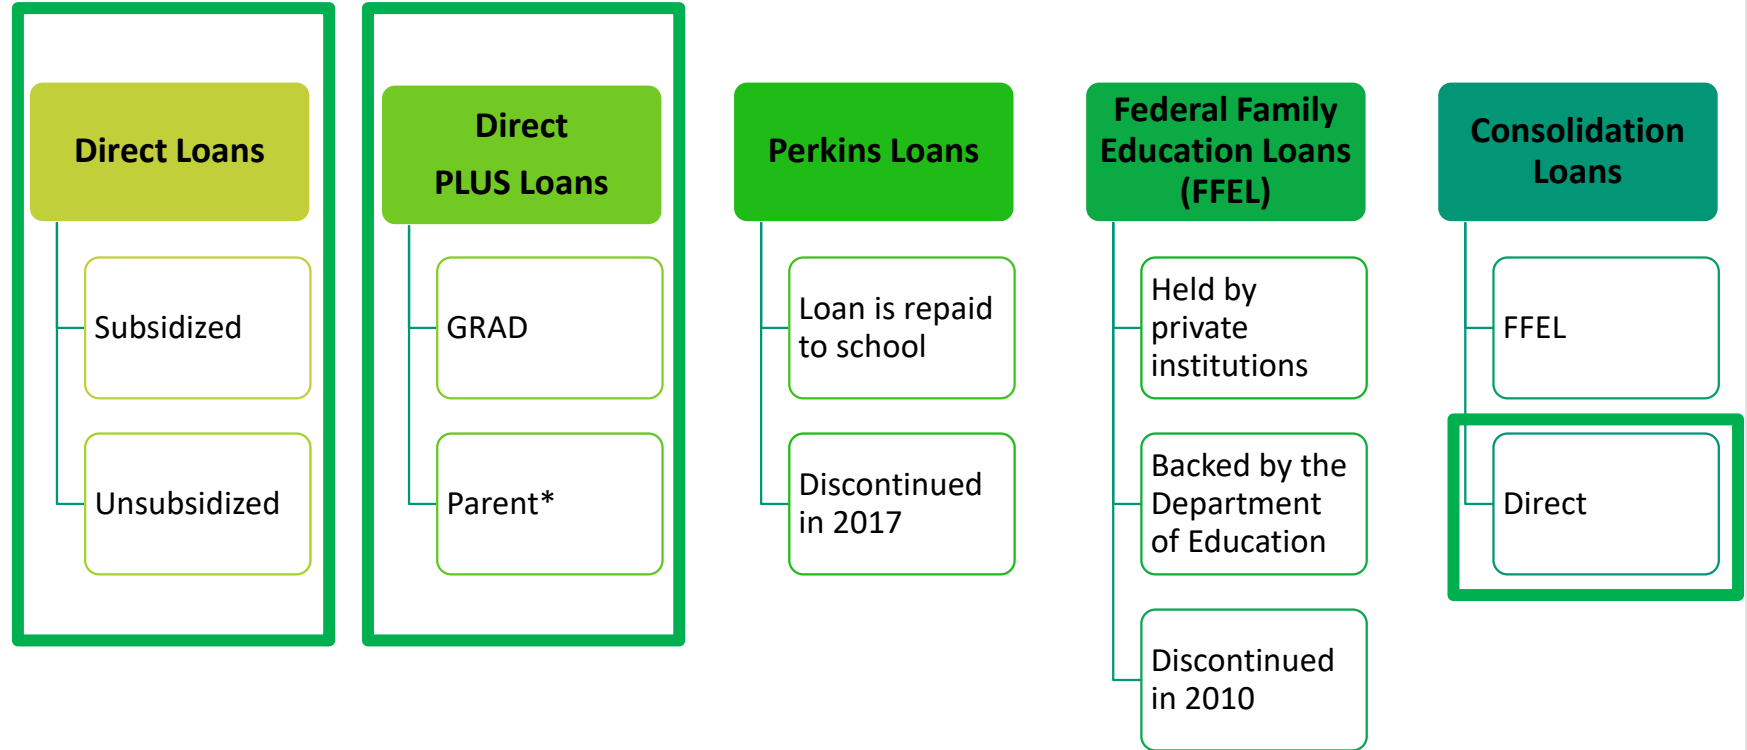 Direct Loans
Subsidized
Unsubsidized
Direct
PLUS Loans
GRAD
Parent*
Perkins Loans
Loan is repaid
to school
Discontinued
in 2017
Federal Family
Education Loans
(FFEL)
Held by
private
institutions
Backed by the
Department
of Education
Discontinued
in 2010
Consolidation
Loans
FFEL
Direct